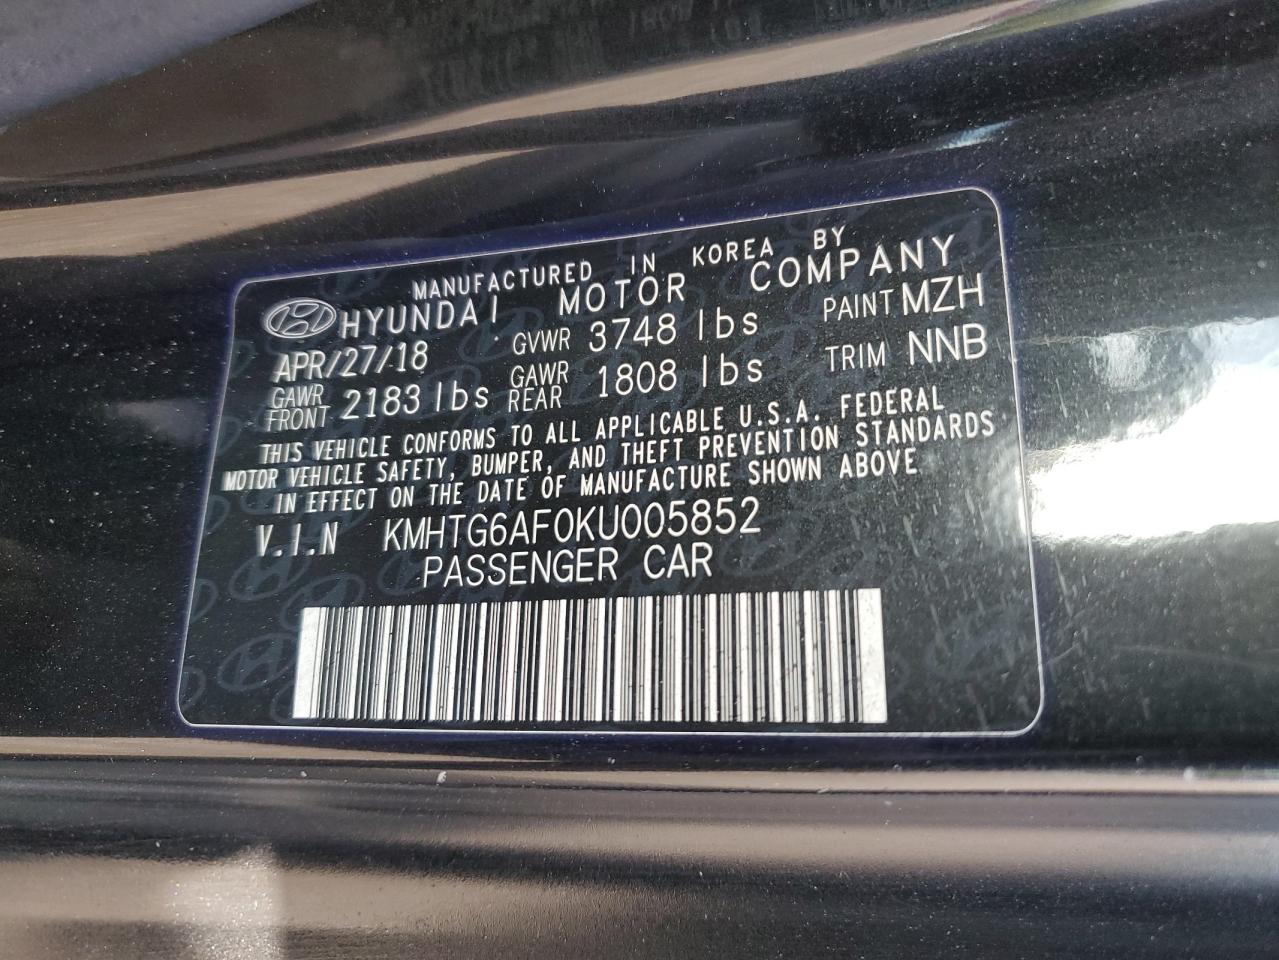 MANUFACTURED IN KOREA BY
HYUNDAI MOTOR COMPANY
APR/27/18 GVWR 3748 lbs PAINT MZH
GAWR FRONT 2183 lbs GAWR REAR 1808 lbs TRIM NNB
THIS VEHICLE CONFORMS TO ALL APPLICABLE U.S.A. FEDERAL
MOTOR VEHICLE SAFETY, BUMPER, AND THEFT PREVENTION STANDARDS
IN EFFECT ON THE DATE OF MANUFACTURE SHOWN ABOVE
V.I.N KMHTG6AF0KU005852
PASSENGER CAR